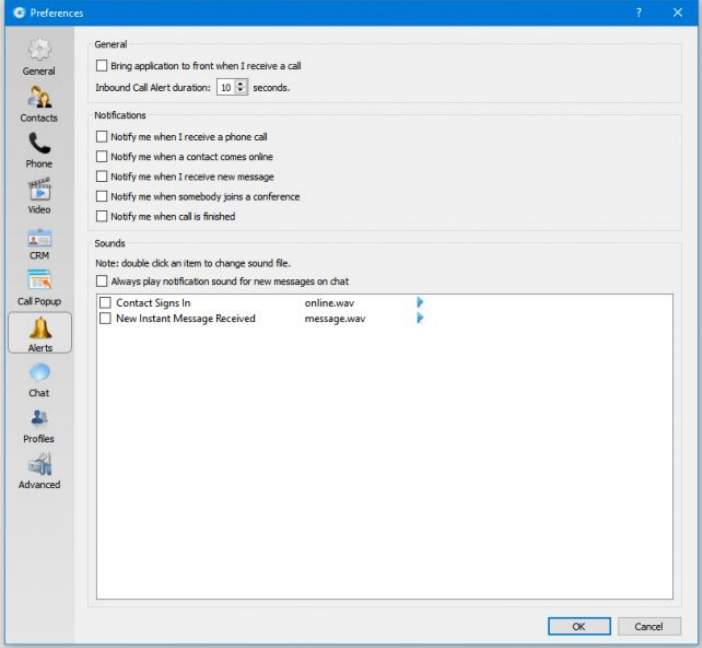 Preferences
General
Contacts
Phone
Video
CRM
Call Popup
Alerts
Chat
Profiles
Advanced
General
Bring application to front when I receive a call
Inbound Call Alert duration: 10 seconds.
Notifications
Notify me when I receive a phone call
Notify me when a contact comes online
Notify me when I receive new message
Notify me when somebody joins a conference
Notify me when call is finished
Sounds
Note: double click an item to change sound file.
Always play notification sound for new messages on chat
Contact Signs In online.wav
New Instant Message Received message.wav
OK Cancel